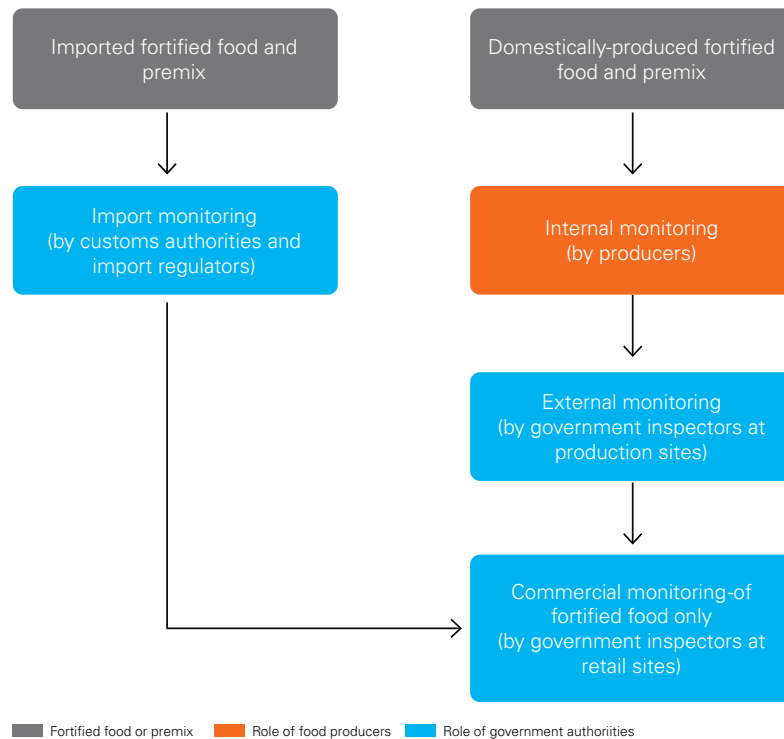 Imported fortified food and
premix
Domestically-produced fortified
food and premix
Import monitoring
(by customs authorities and
import regulators)
Internal monitoring
(by producers)
External monitoring
(by government inspectors at
production sites)
Commercial monitoring-of
fortified food only
(by government inspectors at
retail sites)
Fortified food or premix
Role of food producers
Role of government authoriities